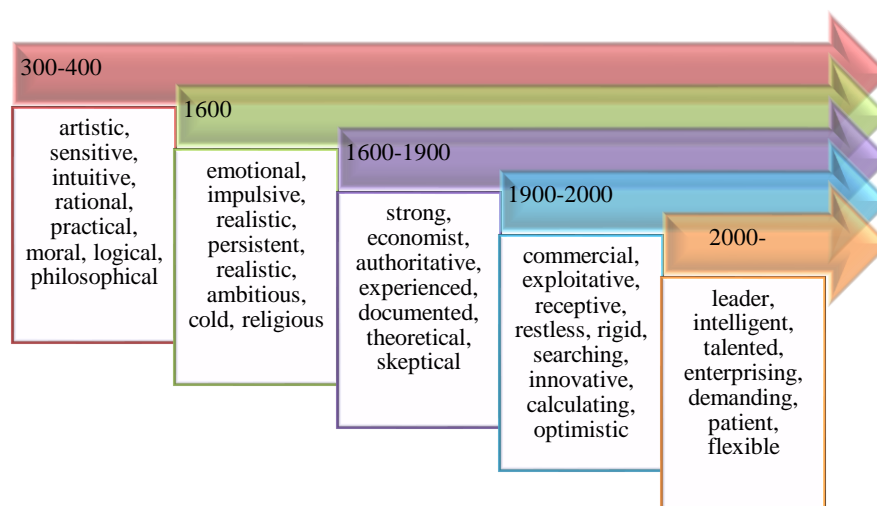 300-400
artistic,
sensitive,
intuitive,
rational,
practical,
moral, logical,
philosophical
1600
emotional,
impulsive,
realistic,
persistent,
realistic,
ambitious,
cold, religious
1600-1900
strong,
economist,
authoritative,
experienced,
documented,
theoretical,
skeptical
1900-2000
commercial,
exploitative,
receptive,
restless, rigid,
searching,
innovative,
calculating,
optimistic
2000-
leader,
intelligent,
talented,
enterprising,
demanding,
patient,
flexible